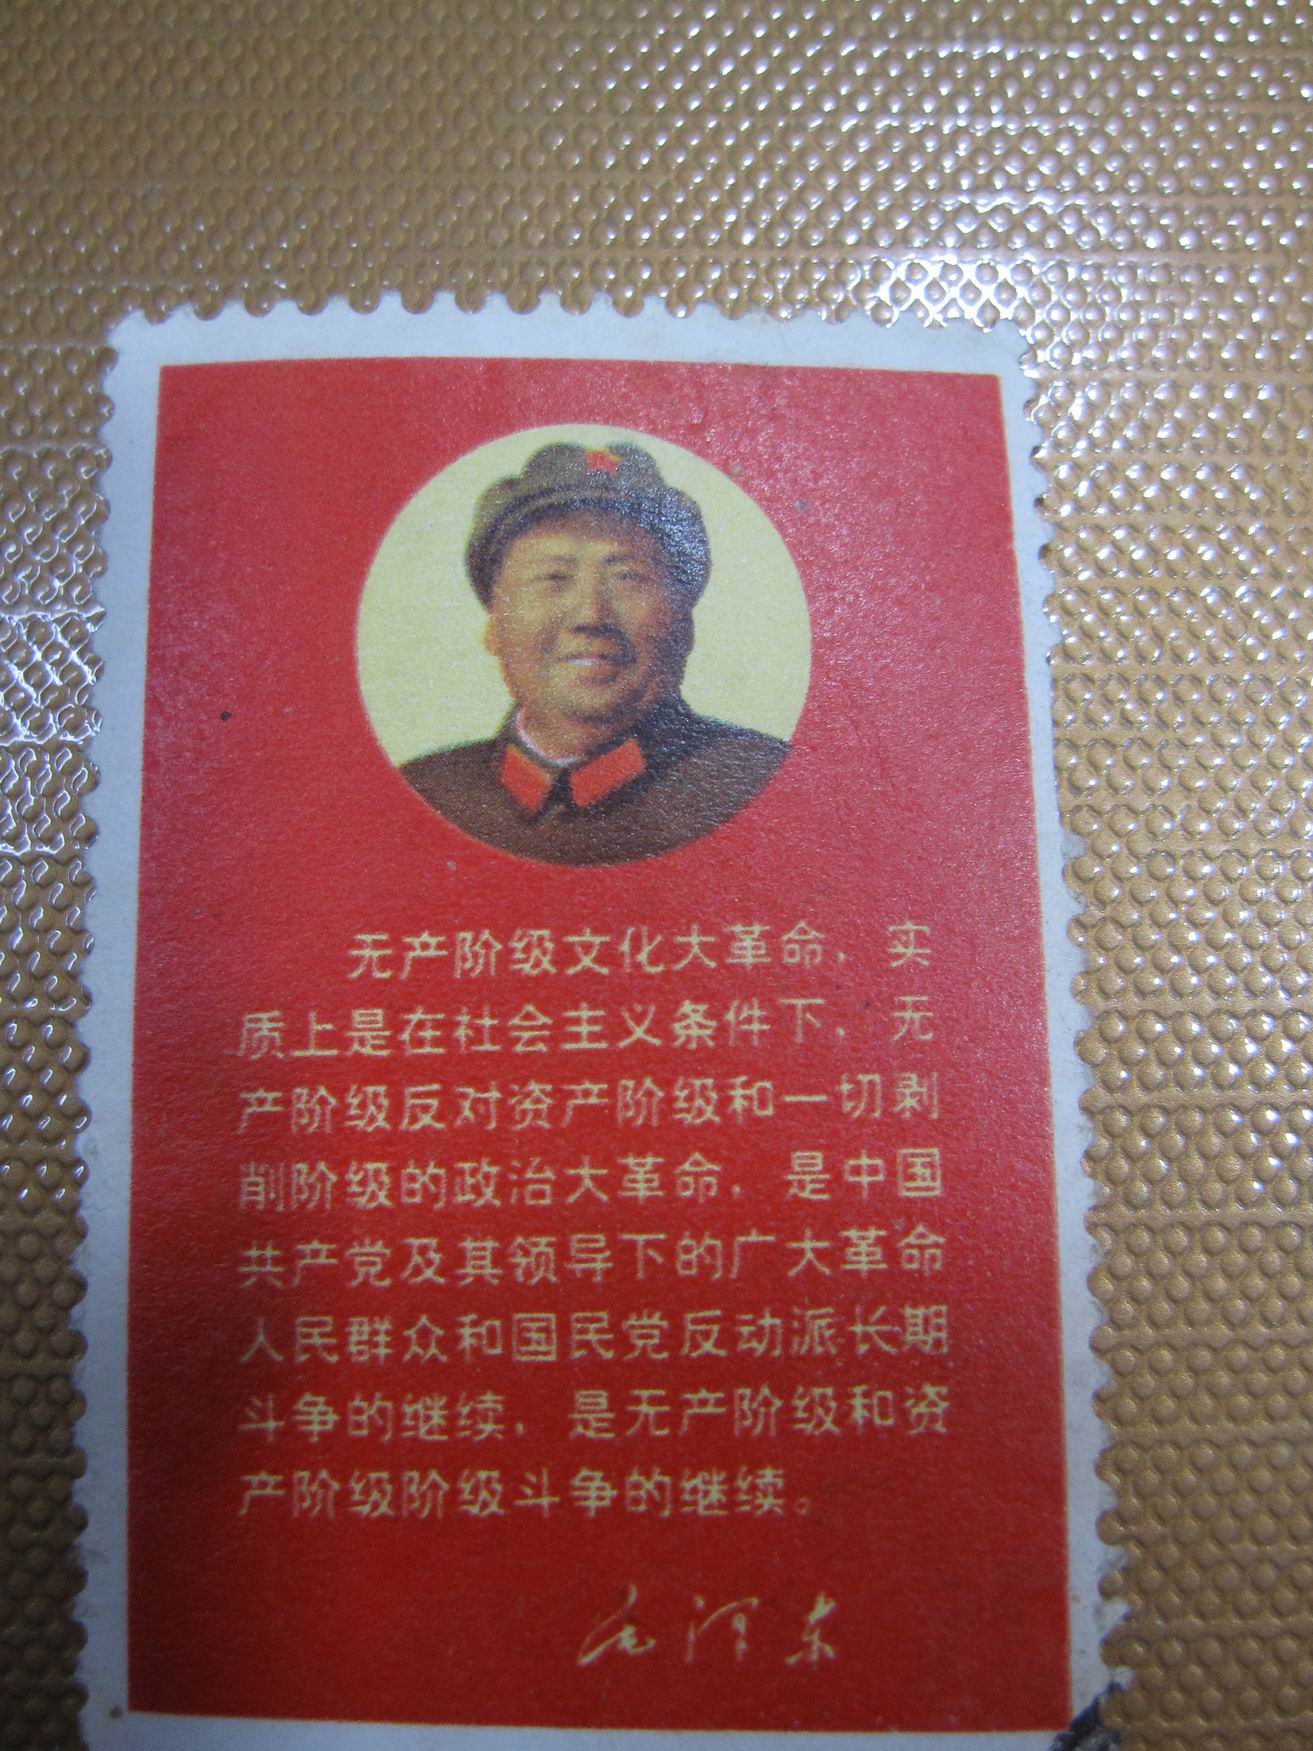 无产阶级文化大革命，实
质上是在社会主义条件下，无
产阶级反对资产阶级和一切剥
削阶级的政治大革命，是中国
共产党及其领导下的广大革命
人民群众和国民党反动派长期
斗争的继续，是无产阶级和资
产阶级阶级斗争的继续。
毛泽东